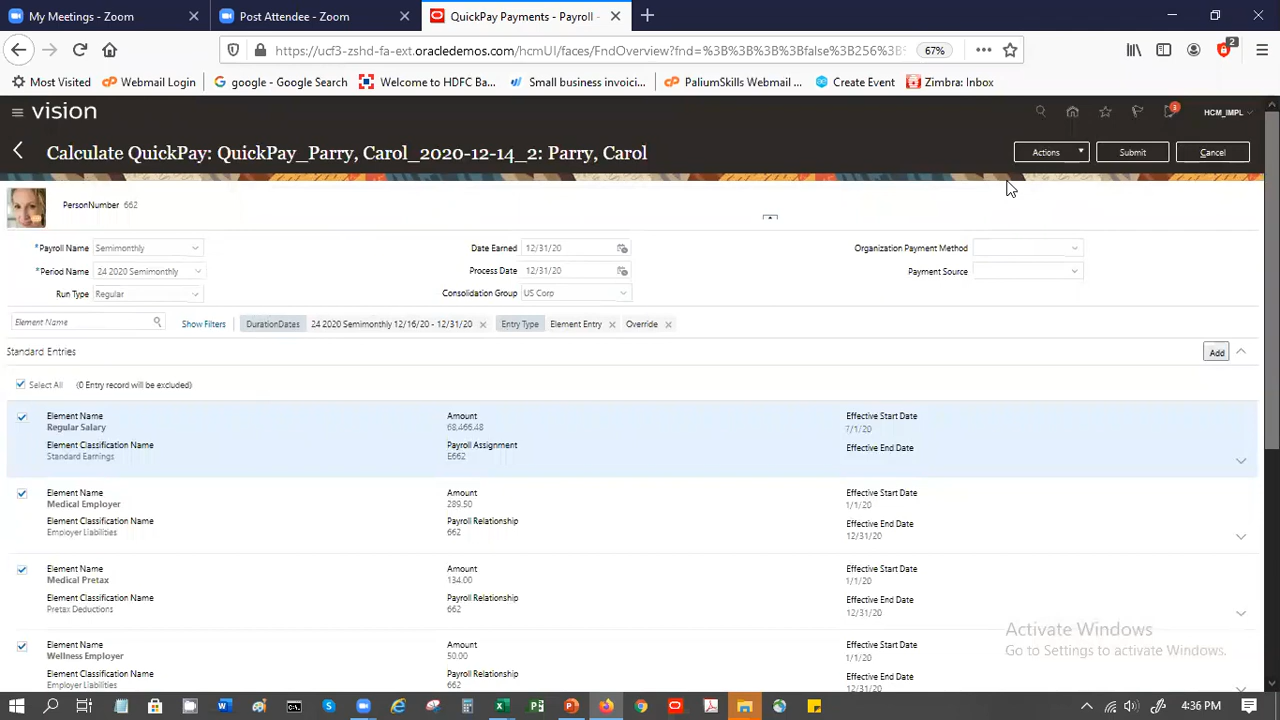 My Meetings - Zoom
Post Attendee - Zoom
QuickPay Payments - Payroll -
https://ucf3-zshd-fa-ext.oracledemos.com/hcmUI/faces/FndOverview?fnd=%3B%3B%3B%3Bfalse%3B256%3B
67%
2
Most Visited
Webmail Login
google - Google Search
Welcome to HDFC Ba...
Small business invoicin...
PaliumSkills Webmail ...
Create Event
Zimbra (Beyon
vision
3
HCM_IMPL
Calculate QuickPay: QuickPay_Parry, Carol_2020-12-14_2: Parry, Carol
Actions
Submit
Cancel
PersonNumber 662
*Payroll Name Semimonthly
Date Earned 12/31/20
Organization Payment Method
*Period Name 24 2020 Semimonthly
Process Date 12/31/20
Payment Source
Run Type Regular
Consolidation Group US Corp
Element Name
Show Filters
DurationDates
24 2020 Semimonthly 12/16/20 - 12/31/20
Entry Type
Element Entry
Override
Standard Entries
Add
Select All (0 Entry record will be excluded)
Element Name
Regular Salary
Amount
68,466.48
Effective Start Date
7/1/20
Element Classification Name
Standard Earnings
Payroll Assignment
E662
Effective End Date
Element Name
Medical Employer
Amount
289.50
Effective Start Date
1/1/20
Element Classification Name
Employer Liabilities
Payroll Relationship
662
Effective End Date
12/31/20
Element Name
Medical Pretax
Amount
134.00
Effective Start Date
1/1/20
Element Classification Name
Pretax Deductions
Payroll Relationship
662
Effective End Date
12/31/20
Element Name
Wellness Employer
Amount
50.00
Effective Start Date
1/1/20
Element Classification Name
Employer Liabilities
Payroll Relationship
662
Effective End Date
12/31/20
Activate Windows
Go to Settings to activate Windows.
4:36 PM